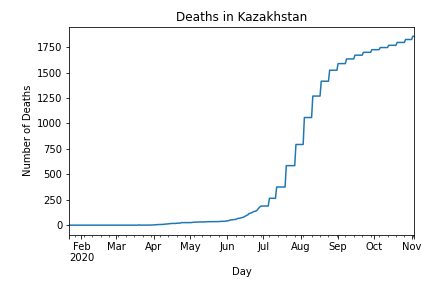 Deaths in Kazakhstan
Number of Deaths
1750
1500
1250
1000
750
500
250
0
Feb Mar Apr May Jun Jul Aug Sep Oct Nov
2020
Day